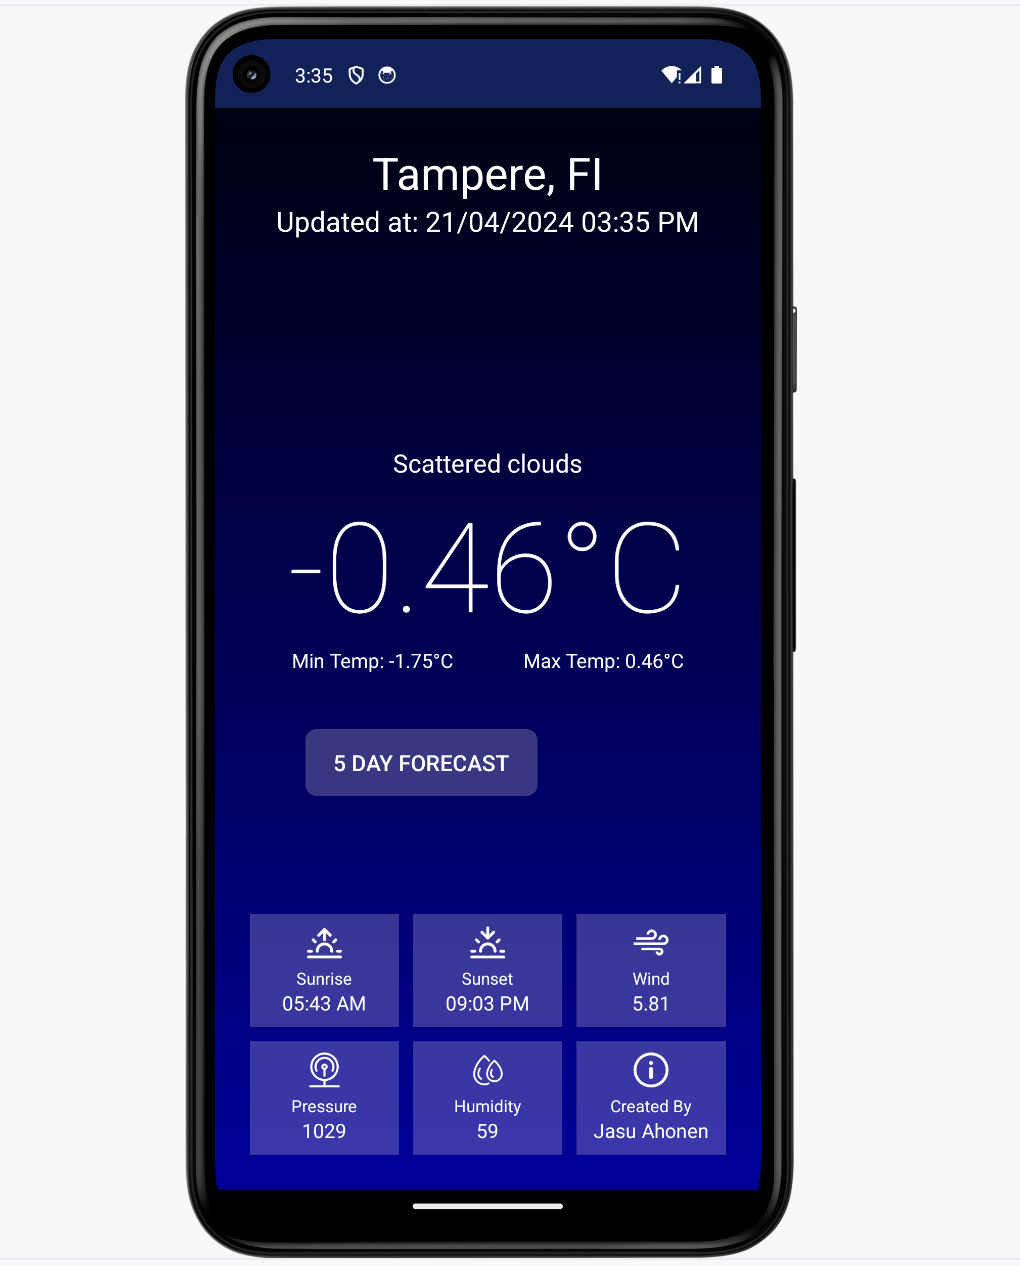 3:35
Tampere, FI
Updated at: 21/04/2024 03:35 PM
Scattered clouds
-0.46°C
Min Temp: -1.75°C Max Temp: 0.46°C
5 DAY FORECAST
Sunrise Sunset Wind
05:43 AM 09:03 PM 5.81
Pressure Humidity Created By
1029 59 Jasu Ahonen